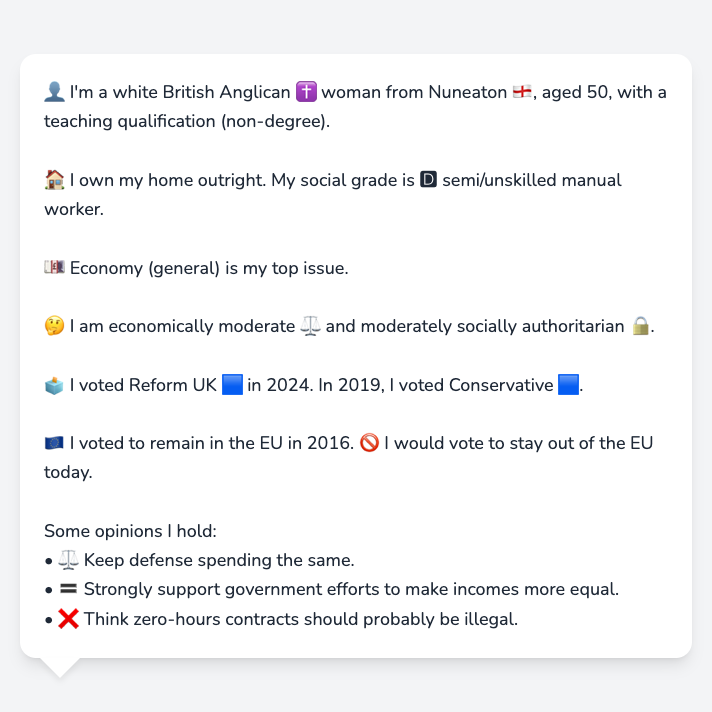 👤 I'm a white British Anglican ✝️ woman from Nuneaton 🏴󠁧󠁢󠁥󠁮󠁧󠁿, aged 50, with a
teaching qualification (non-degree).
🏠 I own my home outright. My social grade is 🅳 semi/unskilled manual
worker.
💷 Economy (general) is my top issue.
🤔 I am economically moderate ⚖️ and moderately socially authoritarian 🔒.
🗳️ I voted Reform UK 🟦 in 2024. In 2019, I voted Conservative 🟦.
🇪🇺 I voted to remain in the EU in 2016. 🚫 I would vote to stay out of the EU
today.
Some opinions I hold:
• ⚖️ Keep defense spending the same.
• 🟰 Strongly support government efforts to make incomes more equal.
• ❌ Think zero-hours contracts should probably be illegal.